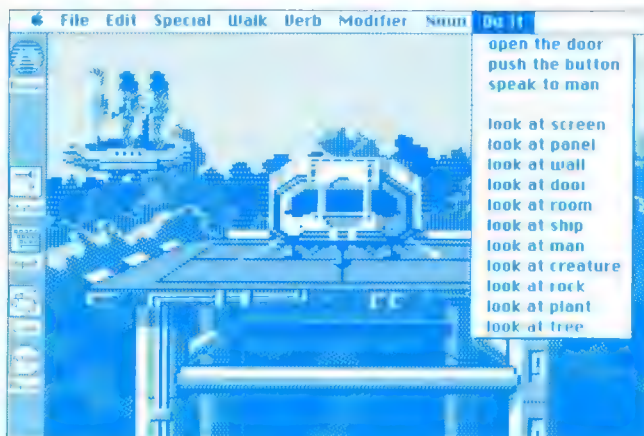 File Edit Special Walk Verb Modifier Noun Do it
open the door
push the button
speak to man
look at screen
look at panel
look at wall
look at door
look at room
look at ship
look at man
look at creature
look at rock
look at plant
look at tree